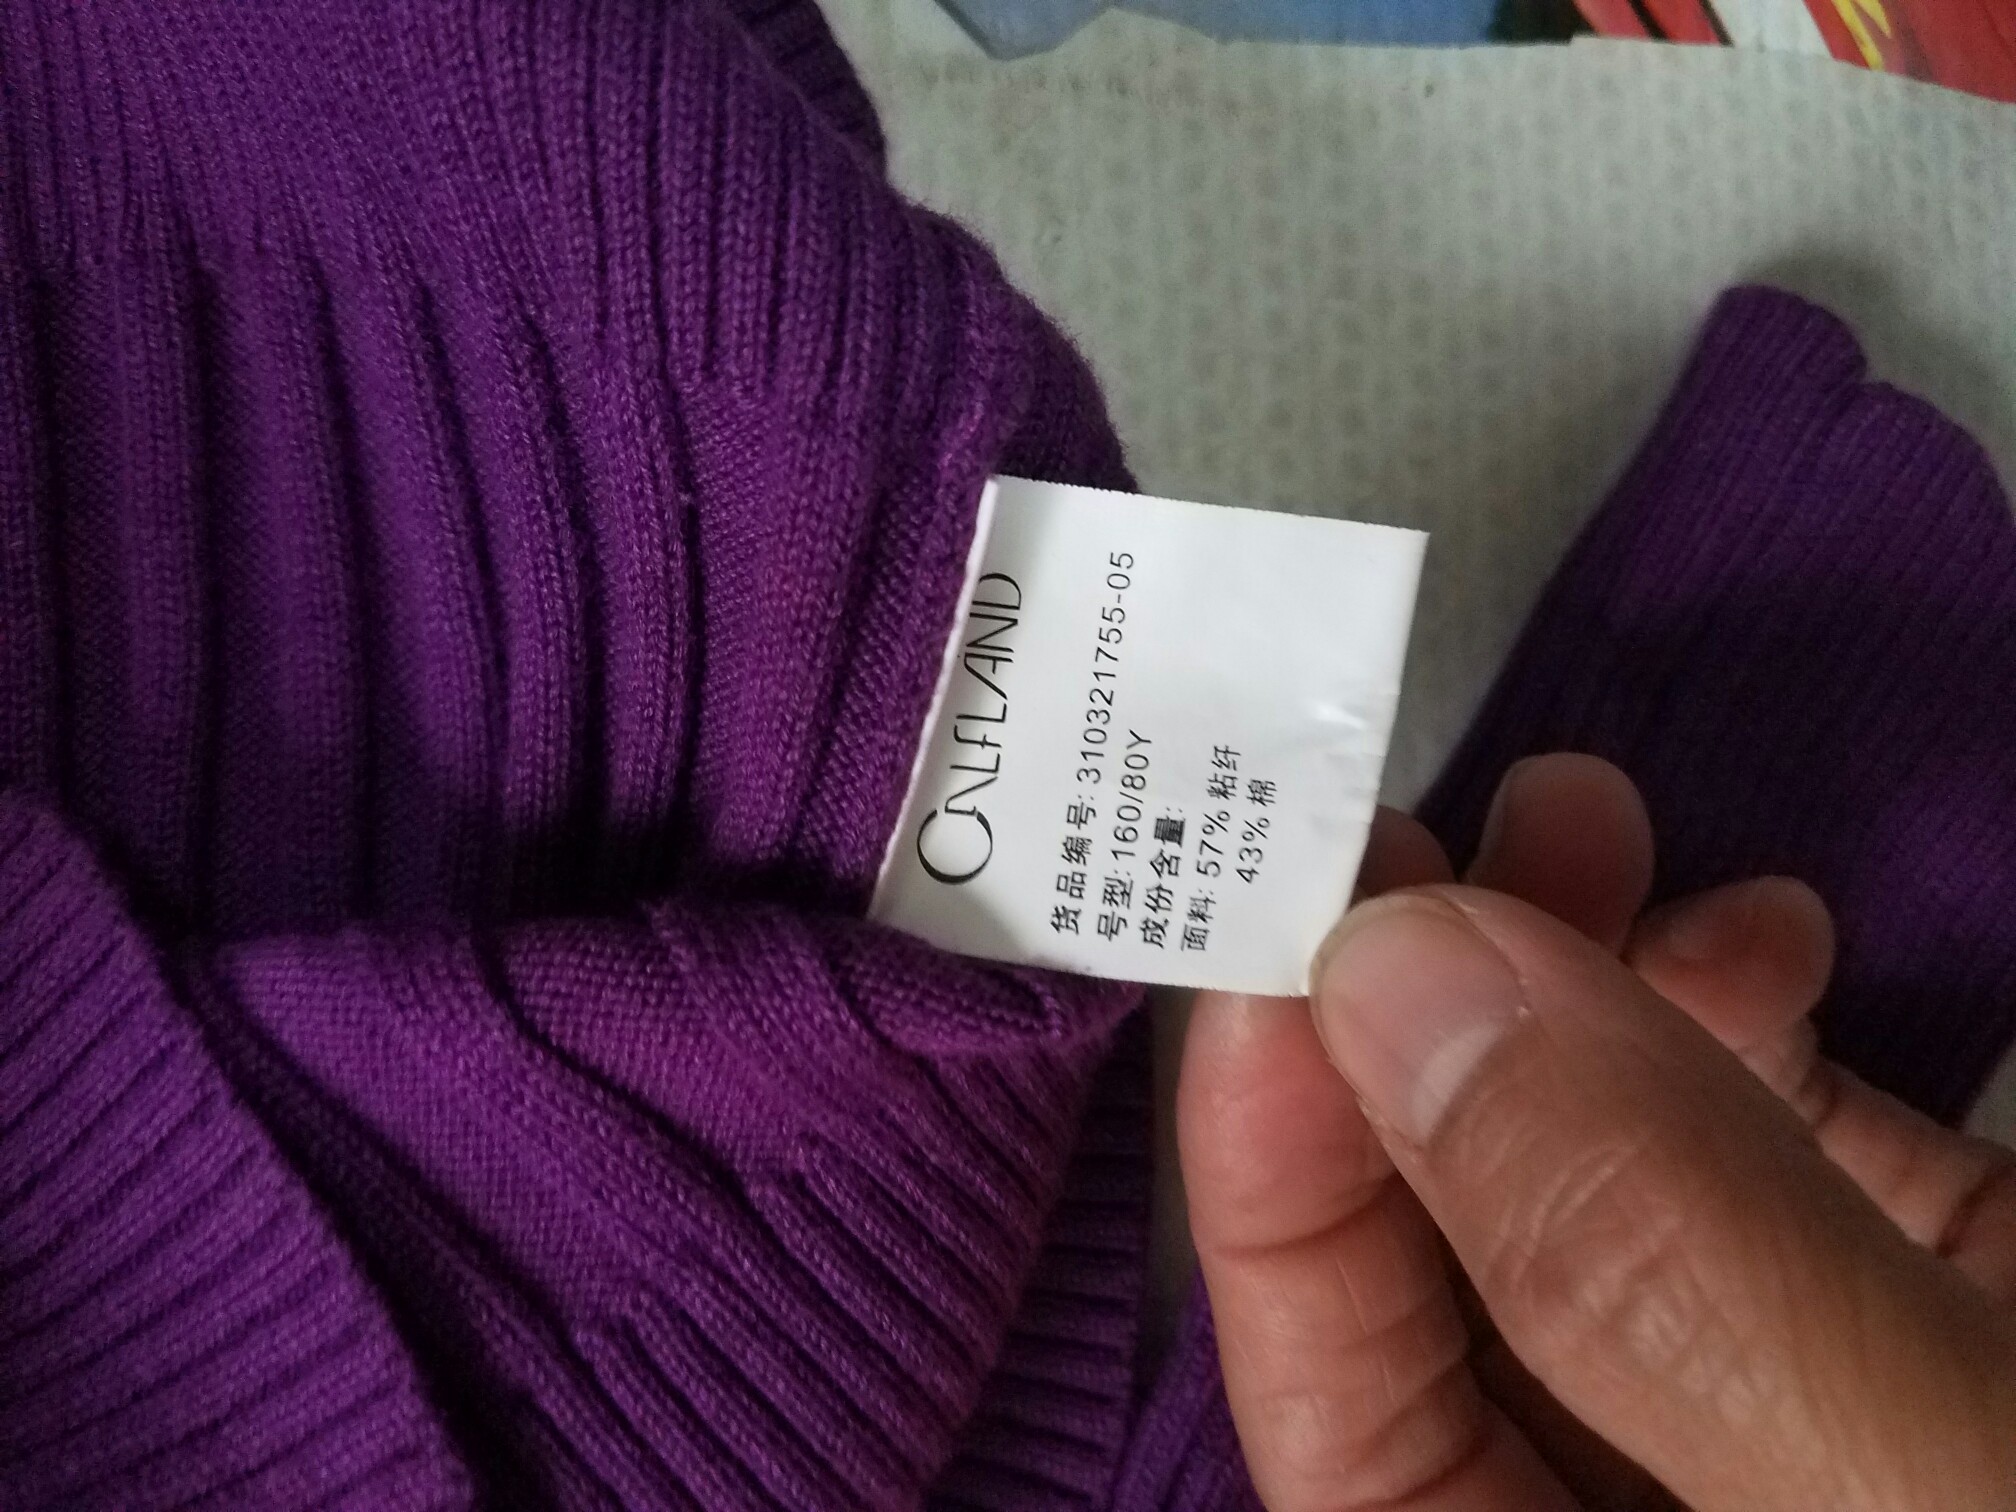 ONLFLAND
货品编号: 310321755-05
号型: 160/80Y
成份含量:
面料: 57% 粘纤
43% 棉